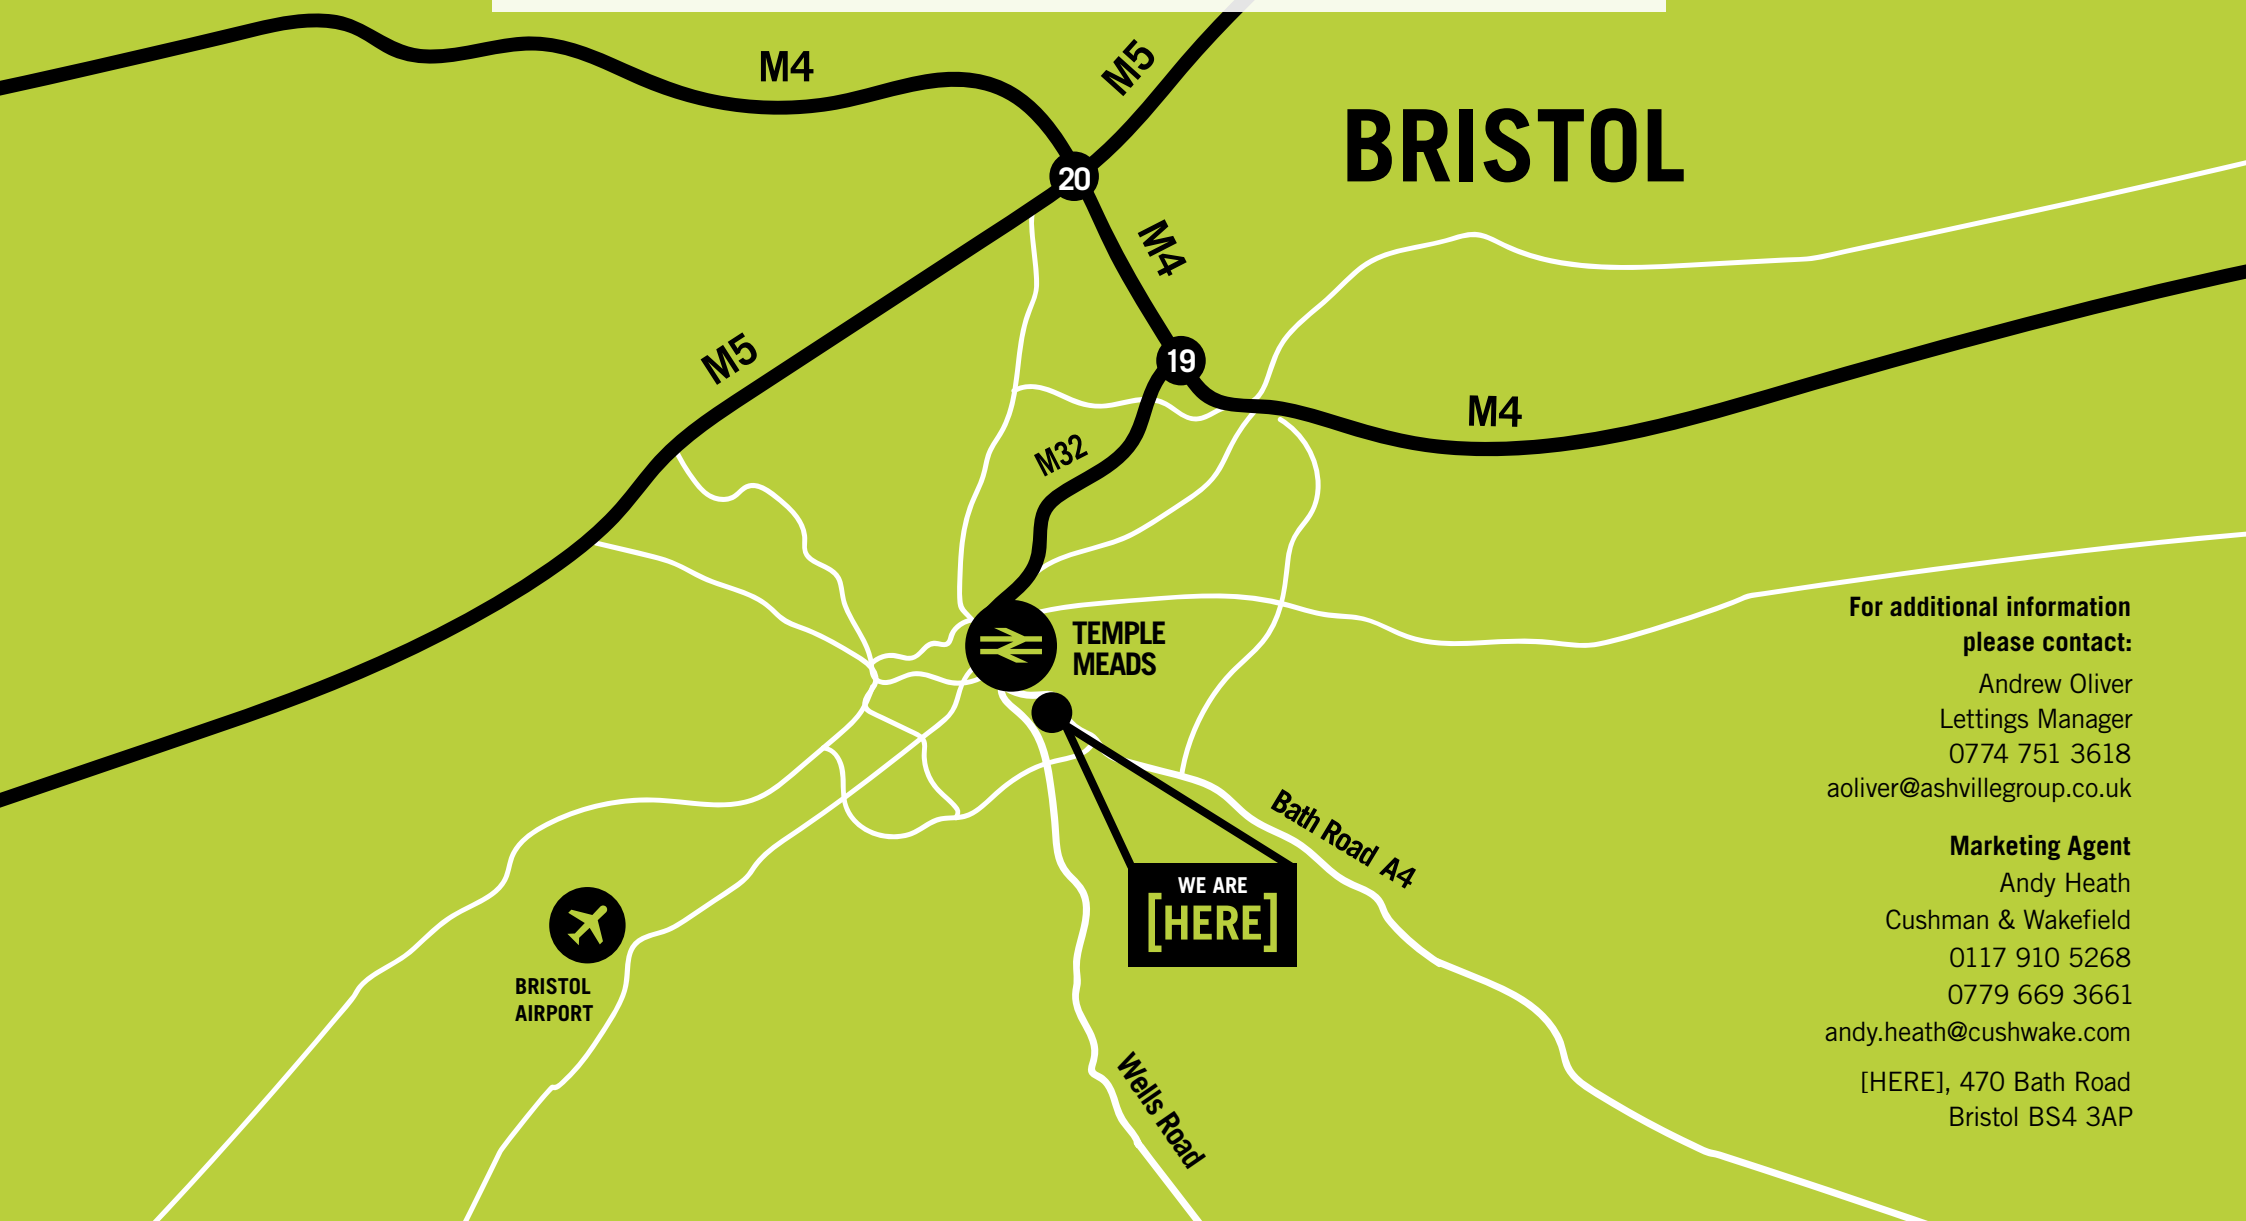 M4
M5
BRISTOL
20
M4
M5
19
M4
M32
TEMPLE
MEADS
Bath Road A4
WE ARE
[HERE]
BRISTOL
AIRPORT
Wells Road
For additional information
please contact:
Andrew Oliver
Lettings Manager
0774 751 3618
aoliver@ashvillegroup.co.uk
Marketing Agent
Andy Heath
Cushman & Wakefield
0117 910 5268
0779 669 3661
andy.heath@cushwake.com
[HERE], 470 Bath Road
Bristol BS4 3AP